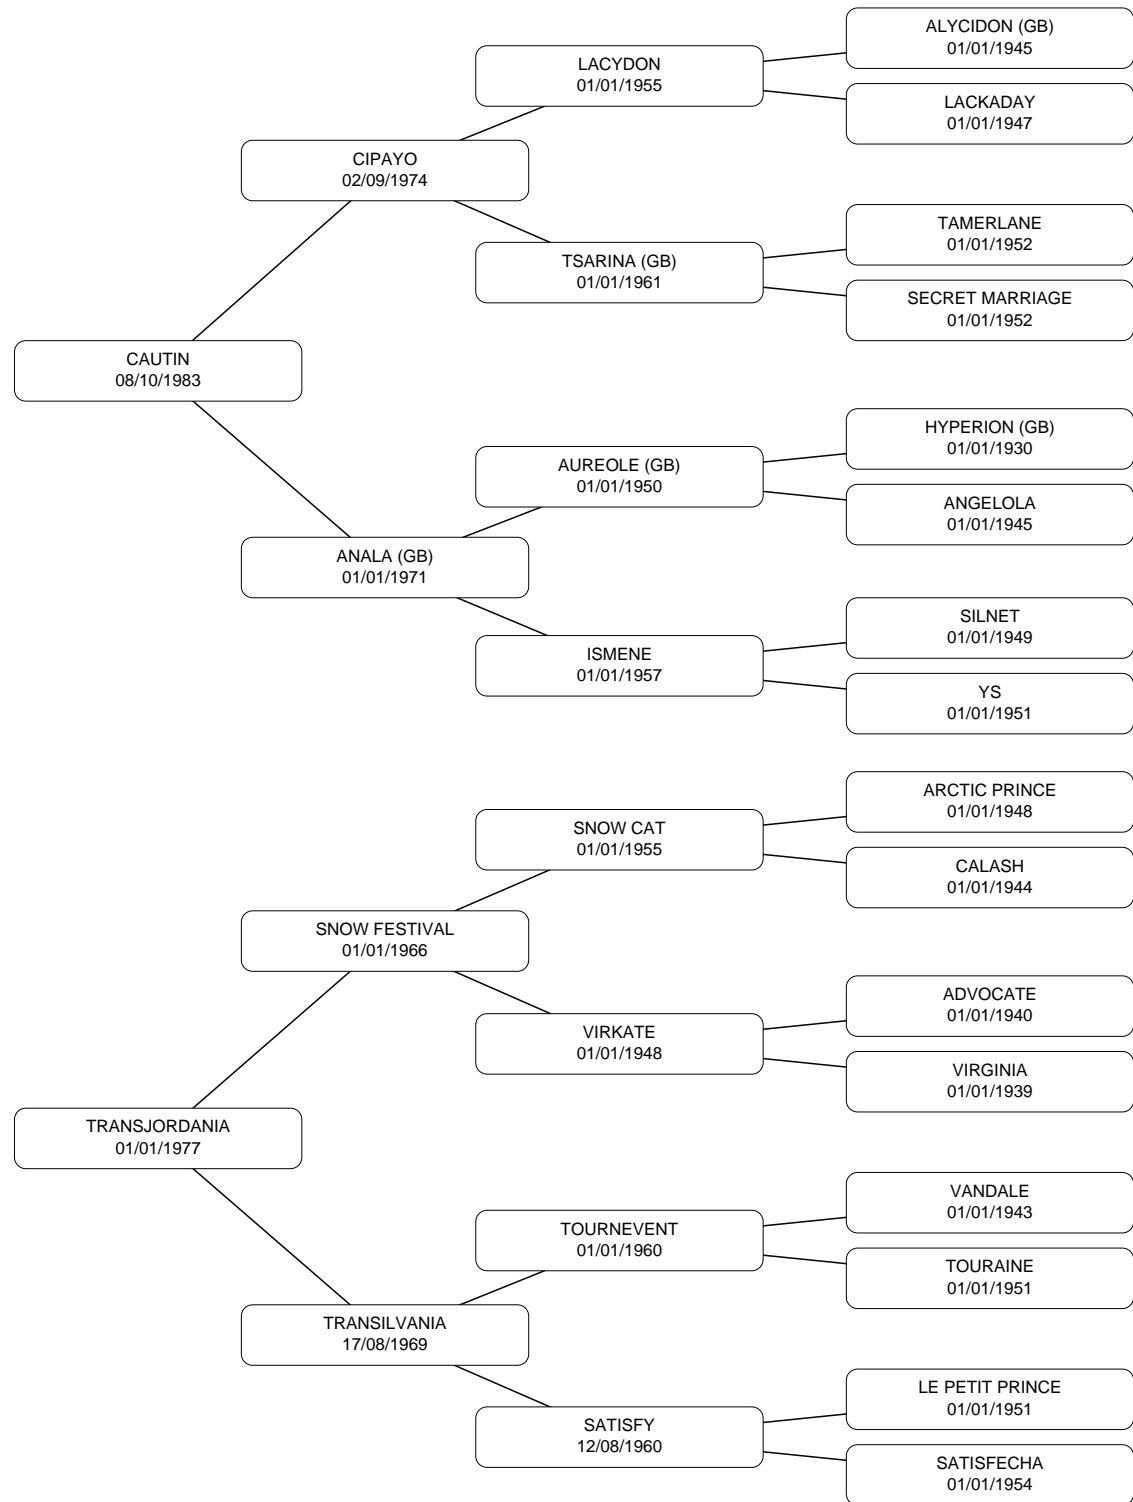 ALYCIDON (GB)
01/01/1945
LACYDON
01/01/1955
LACKADAY
01/01/1947
CIPAYO
02/09/1974
TAMERLANE
01/01/1952
TSARINA (GB)
01/01/1961
SECRET MARRIAGE
01/01/1952
CAUTIN
08/10/1983
HYPERION (GB)
01/01/1930
AUREOLE (GB)
01/01/1950
ANGELOLA
01/01/1945
ANALA (GB)
01/01/1971
SILNET
01/01/1949
ISMENE
01/01/1957
YS
01/01/1951
ARCTIC PRINCE
01/01/1948
SNOW CAT
01/01/1955
CALASH
01/01/1944
SNOW FESTIVAL
01/01/1966
ADVOCATE
01/01/1940
VIRKATE
01/01/1948
VIRGINIA
01/01/1939
TRANSJORDANIA
01/01/1977
VANDALE
01/01/1943
TOURNEVENT
01/01/1960
TOURAINE
01/01/1951
TRANSILVANIA
17/08/1969
LE PETIT PRINCE
01/01/1951
SATISFY
12/08/1960
SATISFECHA
01/01/1954